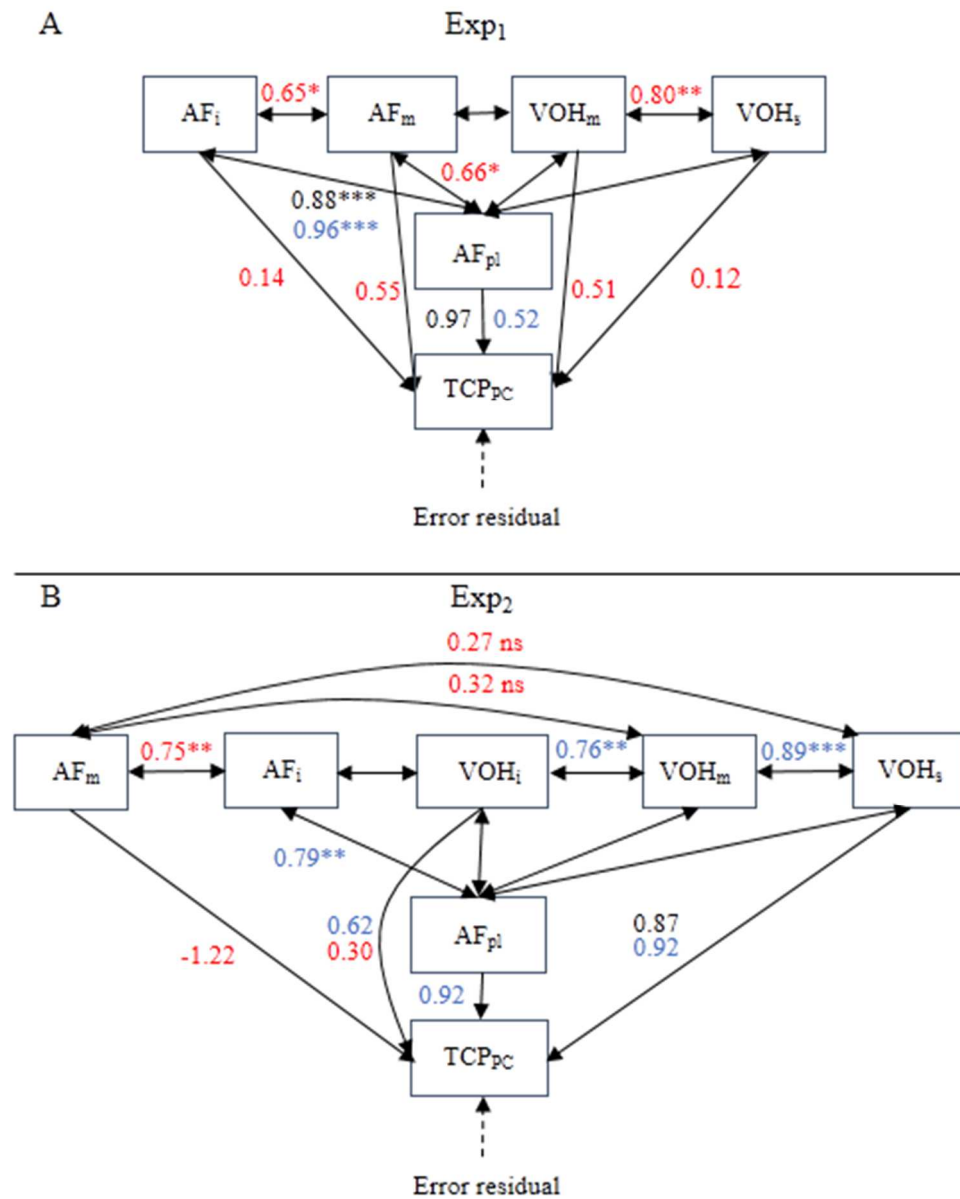 A Exp₁
0.65* 0.80**
AFᵢ AFₘ VOHₘ VOHₛ
0.66*
0.88***
0.96***
AFₚₗ
0.14 0.55 0.51 0.12
0.97 0.52
TCP_PC
Error residual
B Exp₂
0.27 ns
0.32 ns
0.75** 0.76** 0.89***
AFₘ AFᵢ VOHᵢ VOHₘ VOHₛ
0.79**
0.62 0.87
0.30 0.92
AFₚₗ
-1.22
0.92
TCP_PC
Error residual